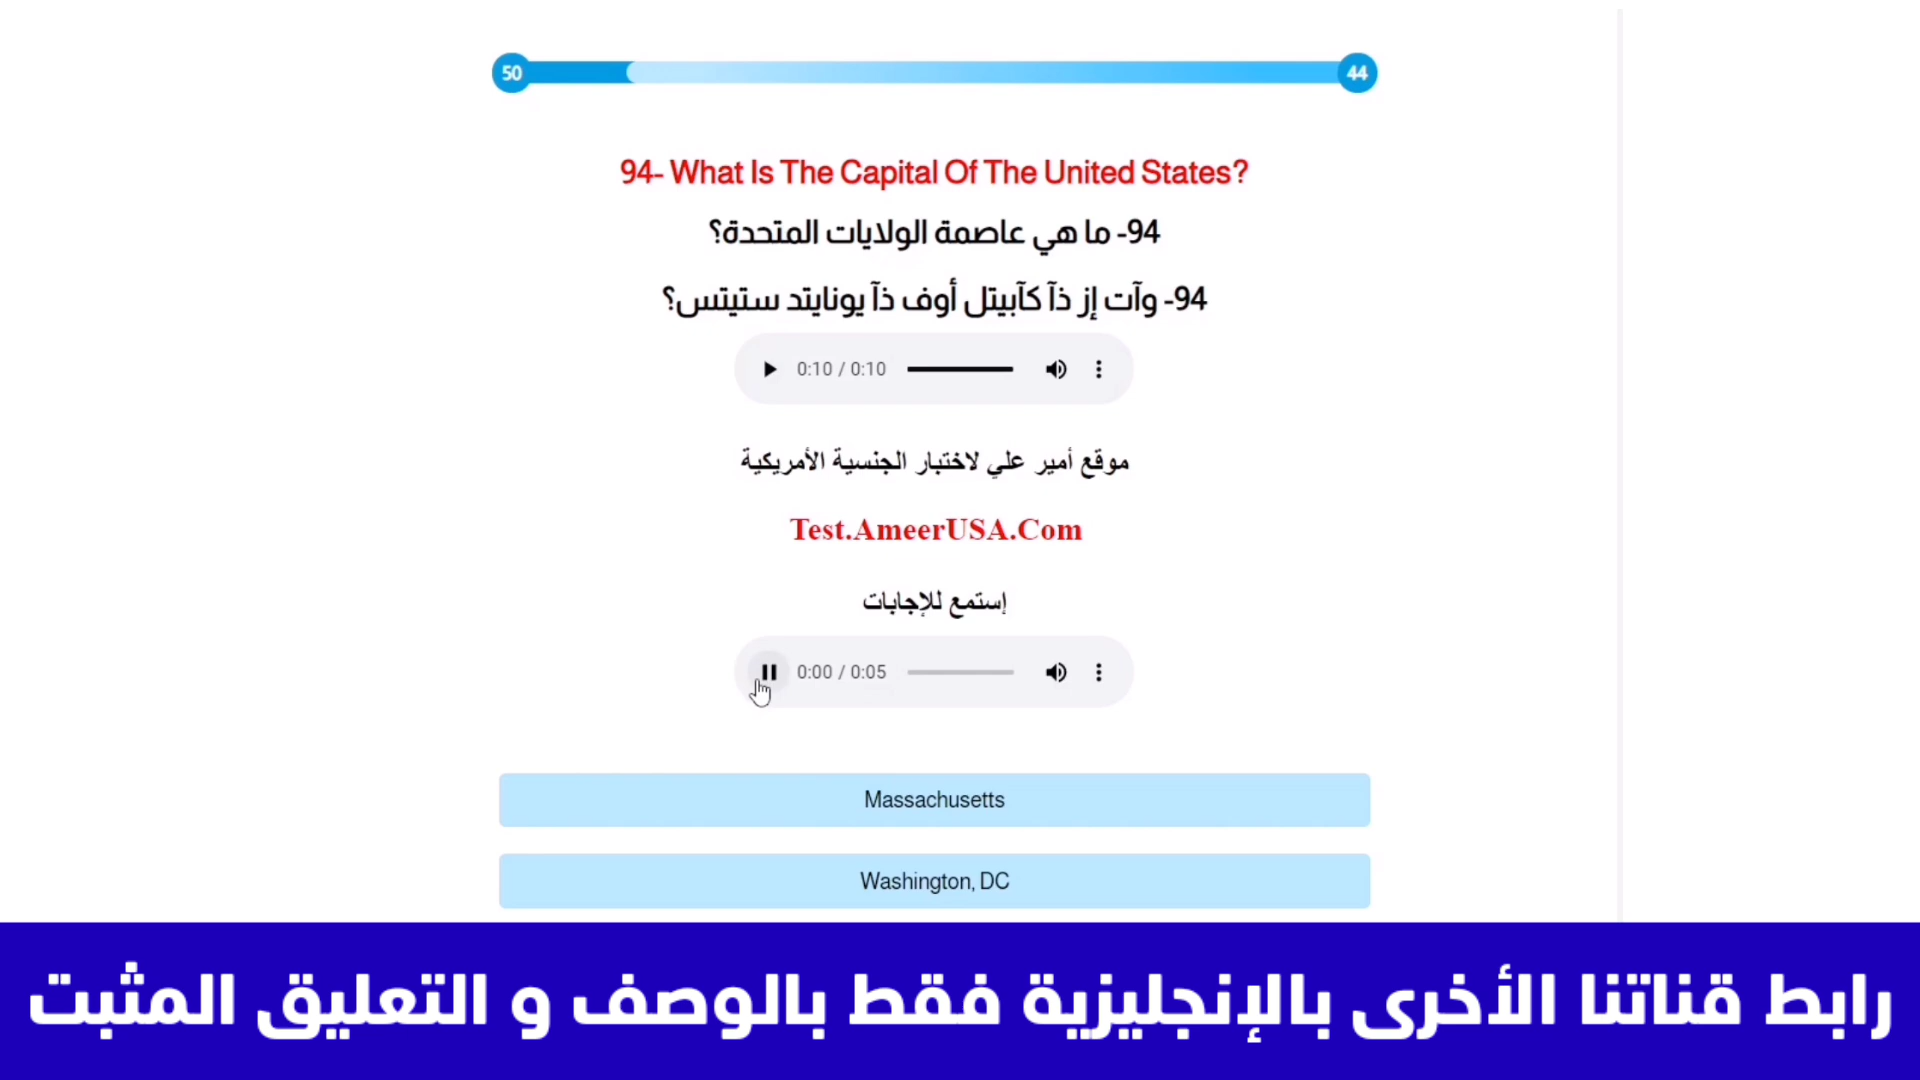 50 44
94- What Is The Capital Of The United States?
94- ما هي عاصمة الولايات المتحدة؟
94- وآت إز ذآ كآبيتل أوف ذآ يونايتد ستيتس؟
0:10 / 0:10
موقع أمير علي لاختبار الجنسية الأمريكية
Test.AmeerUSA.Com
إستمع للإجابات
0:00 / 0:05
Massachusetts
Washington, DC
رابط قناتنا الأخرى بالإنجليزية فقط بالوصف و التعليق المثبت